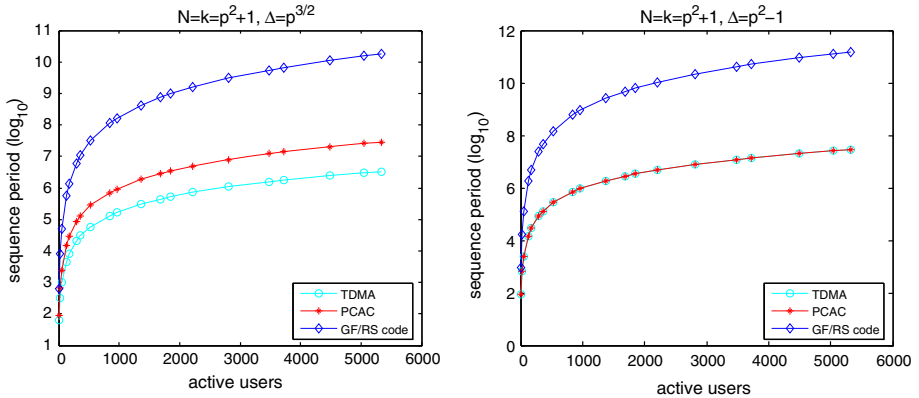 N=k=p²+1, Δ=p³/²
sequence period (log₁₀)
11
10
9
8
7
6
5
4
3
2
1
0 1000 2000 3000 4000 5000 6000
active users
TDMA
PCAC
GF/RS code
N=k=p²+1, Δ=p²−1
sequence period (log₁₀)
12
10
8
6
4
2
0
0 1000 2000 3000 4000 5000 6000
active users
TDMA
PCAC
GF/RS code